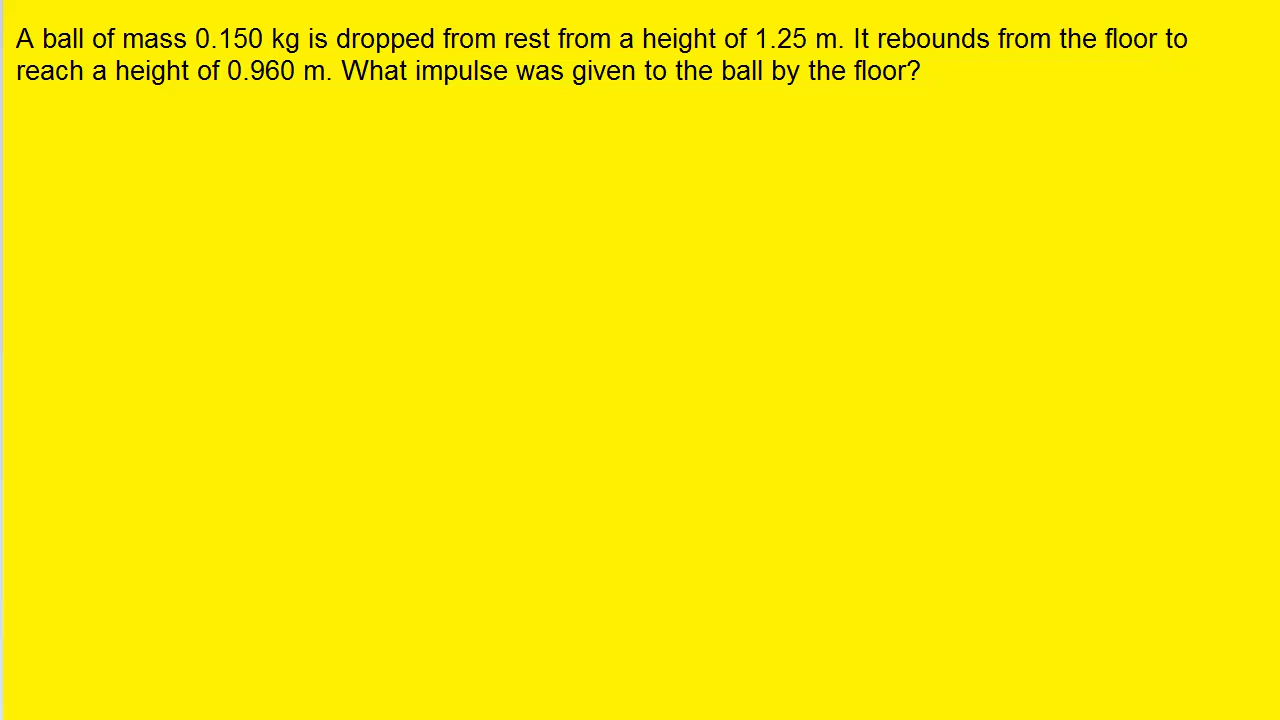 A ball of mass 0.150 kg is dropped from rest from a height of 1.25 m. It rebounds from the floor to
reach a height of 0.960 m. What impulse was given to the ball by the floor?